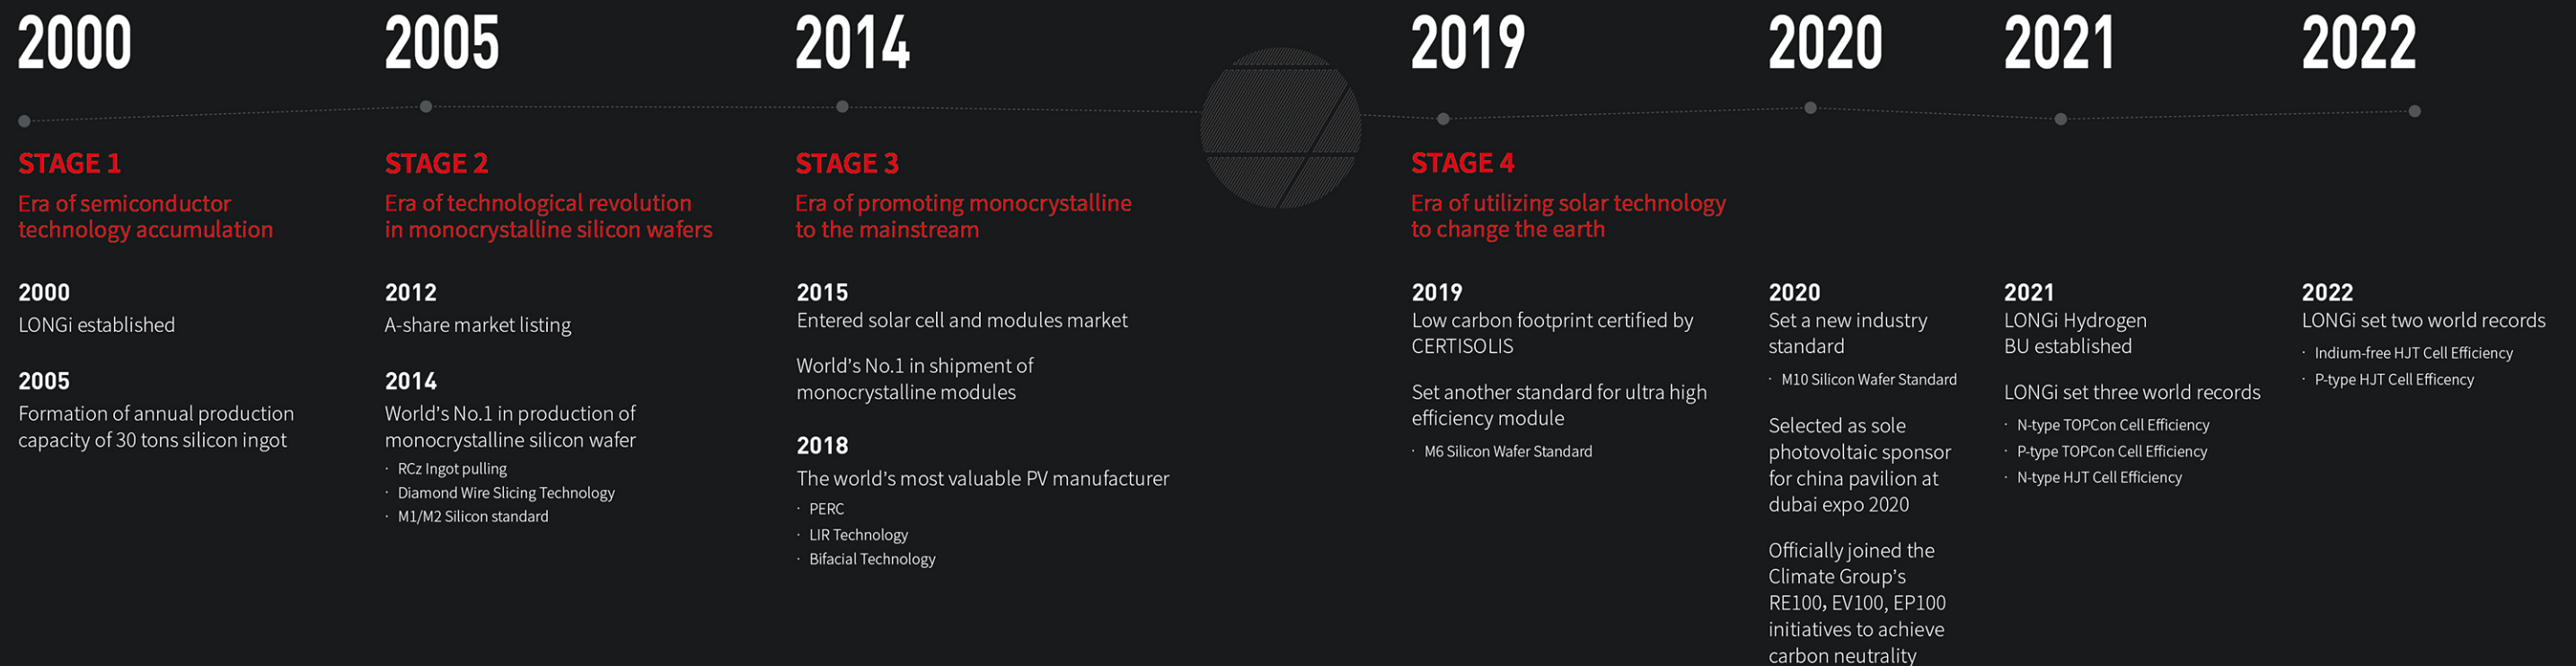 2000
2005
2014
2019
2020
2021
2022
STAGE 1
Era of semiconductor
technology accumulation
2000
LONGi established
2005
Formation of annual production
capacity of 30 tons silicon ingot
STAGE 2
Era of technological revolution
in monocrystalline silicon wafers
2012
A-share market listing
2014
World's No.1 in production of
monocrystalline silicon wafer
· RCz Ingot pulling
· Diamond Wire Slicing Technology
· M1/M2 Silicon standard
STAGE 3
Era of promoting monocrystalline
to the mainstream
2015
Entered solar cell and modules market
World's No.1 in shipment of
monocrystalline modules
2018
The world's most valuable PV manufacturer
· PERC
· LIR Technology
· Bifacial Technology
STAGE 4
Era of utilizing solar technology
to change the earth
2019
Low carbon footprint certified by
CERTISOLIS
Set another standard for ultra high
efficiency module
· M6 Silicon Wafer Standard
2020
Set a new industry
standard
· M10 Silicon Wafer Standard
Selected as sole
photovoltaic sponsor
for china pavilion at
dubai expo 2020
Officially joined the
Climate Group's
RE100, EV100, EP100
initiatives to achieve
carbon neutrality
2021
LONGi Hydrogen
BU established
LONGi set three world records
· N-type TOPCon Cell Efficiency
· P-type TOPCon Cell Efficiency
· N-type HJT Cell Efficiency
2022
LONGi set two world records
· Indium-free HJT Cell Efficiency
· P-type HJT Cell Efficency